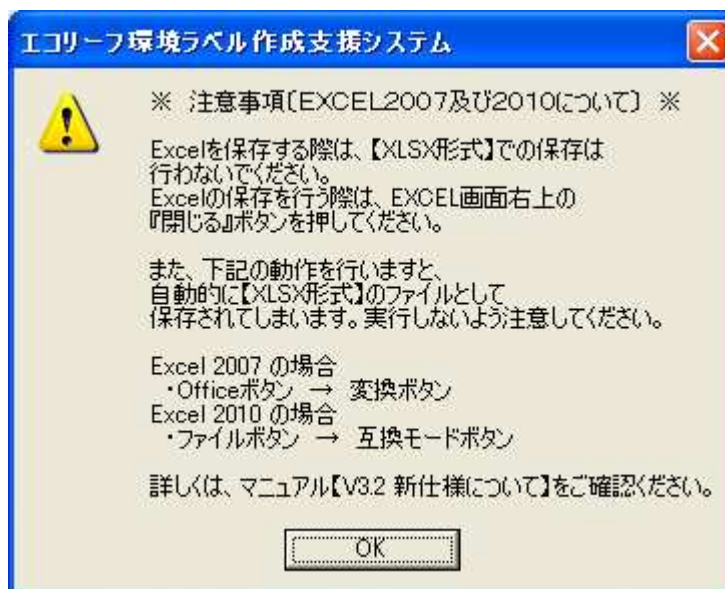 エコリーフ環境ラベル作成支援システム
※ 注意事項〔EXCEL2007及び2010について〕 ※
Excelを保存する際は、【XLSX形式】での保存は
行わないでください。
Excelの保存を行う際は、EXCEL画面右上の
『閉じる』ボタンを押してください。
また、下記の動作を行いますと、
自動的に【XLSX形式】のファイルとして
保存されてしまいます。実行しないよう注意してください。
Excel 2007 の場合
・Officeボタン → 変換ボタン
Excel 2010 の場合
・ファイルボタン → 互換モードボタン
詳しくは、マニュアル【V3.2 新仕様について】をご確認ください。
OK